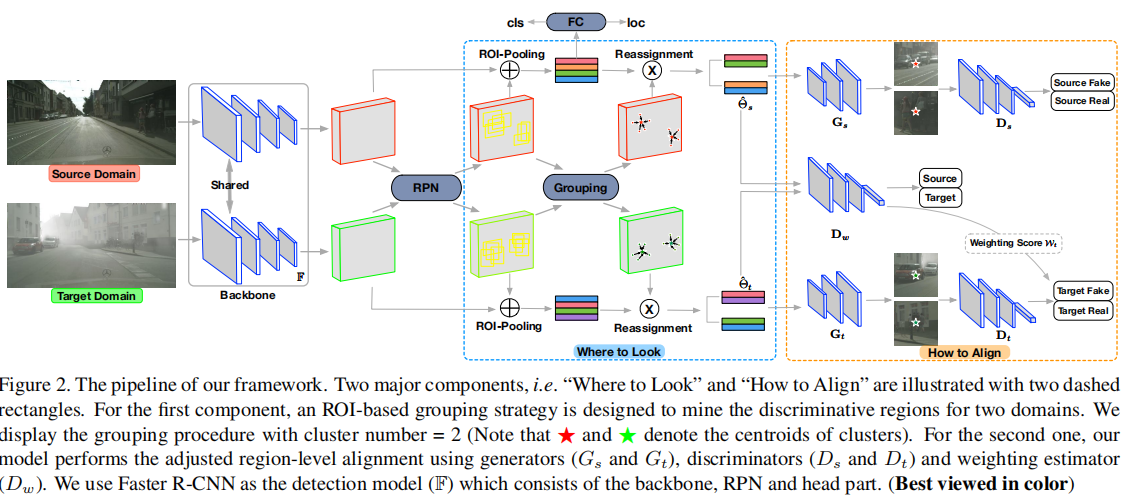 cls
FC
loc
ROI-Pooling
Reassignment
Θ̂s
Gs
Ds
Source Fake
Source Real
Source Domain
Shared
RPN
Grouping
Dw
Source
Target
Weighting Score Wt
Target Domain
Backbone
𝔽
ROI-Pooling
Reassignment
Θ̂t
Gt
Dt
Target Fake
Target Real
Where to Look
How to Align
Figure 2. The pipeline of our framework. Two major components, i.e. “Where to Look” and “How to Align” are illustrated with two dashed
rectangles. For the first component, an ROI-based grouping strategy is designed to mine the discriminative regions for two domains. We
display the grouping procedure with cluster number = 2 (Note that ★ and ★ denote the centroids of clusters). For the second one, our
model performs the adjusted region-level alignment using generators (Gs and Gt), discriminators (Ds and Dt) and weighting estimator
(Dw). We use Faster R-CNN as the detection model (𝔽) which consists of the backbone, RPN and head part. (Best viewed in color)